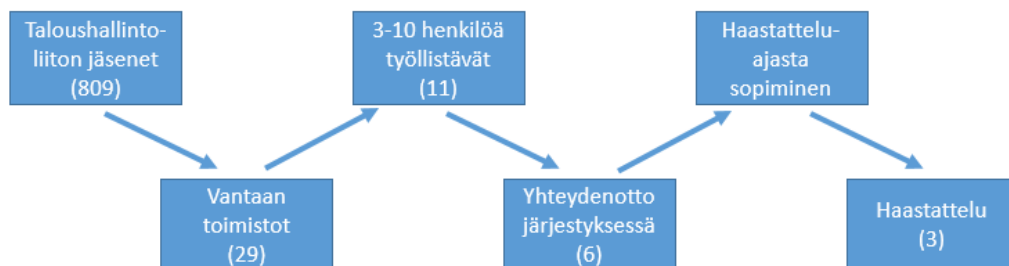 Taloushallinto-
liiton jäsenet
(809)
Vantaan
toimistot
(29)
3-10 henkilöä
työllistävät
(11)
Yhteydenotto
järjestyksessä
(6)
Haastattelu-
ajasta
sopiminen
Haastattelu
(3)